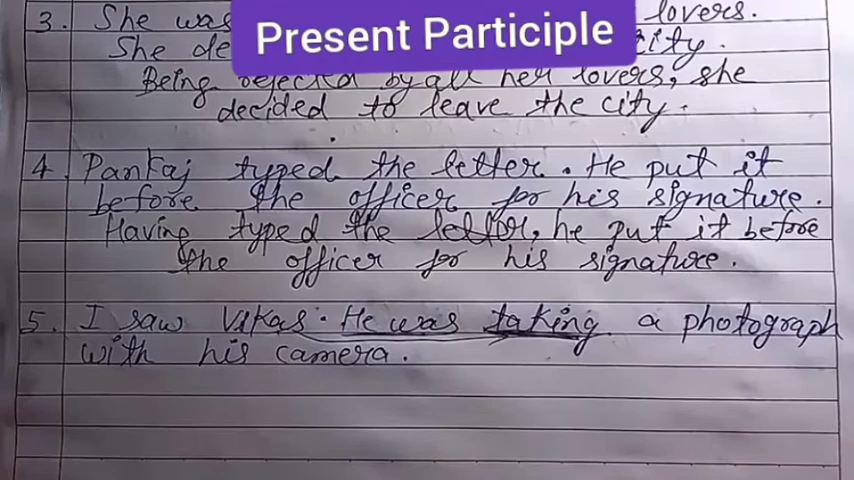 3. She was lovers.
Present Participle
She de city.
Being rejected by all her lovers, she
decided to leave the city.
4. Pankaj typed the letter. He put it
before the officer for his signature.
Having typed the letter, he put it before
the officer for his signature.
5. I saw Vikas. He was taking a photograph
with his camera.